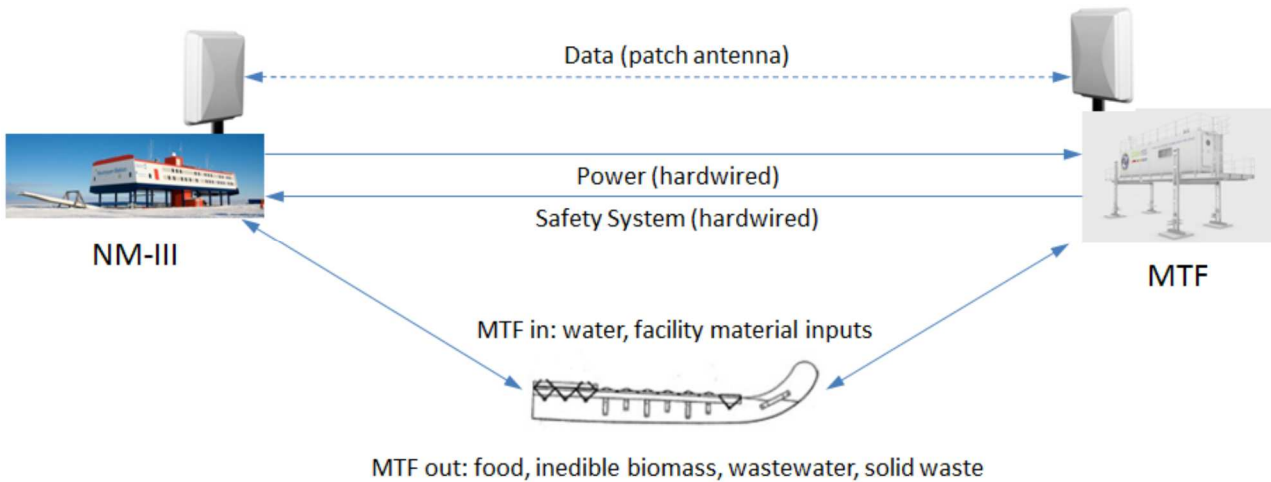 Data (patch antenna)
Power (hardwired)
Safety System (hardwired)
NM-III
MTF
MTF in: water, facility material inputs
MTF out: food, inedible biomass, wastewater, solid waste